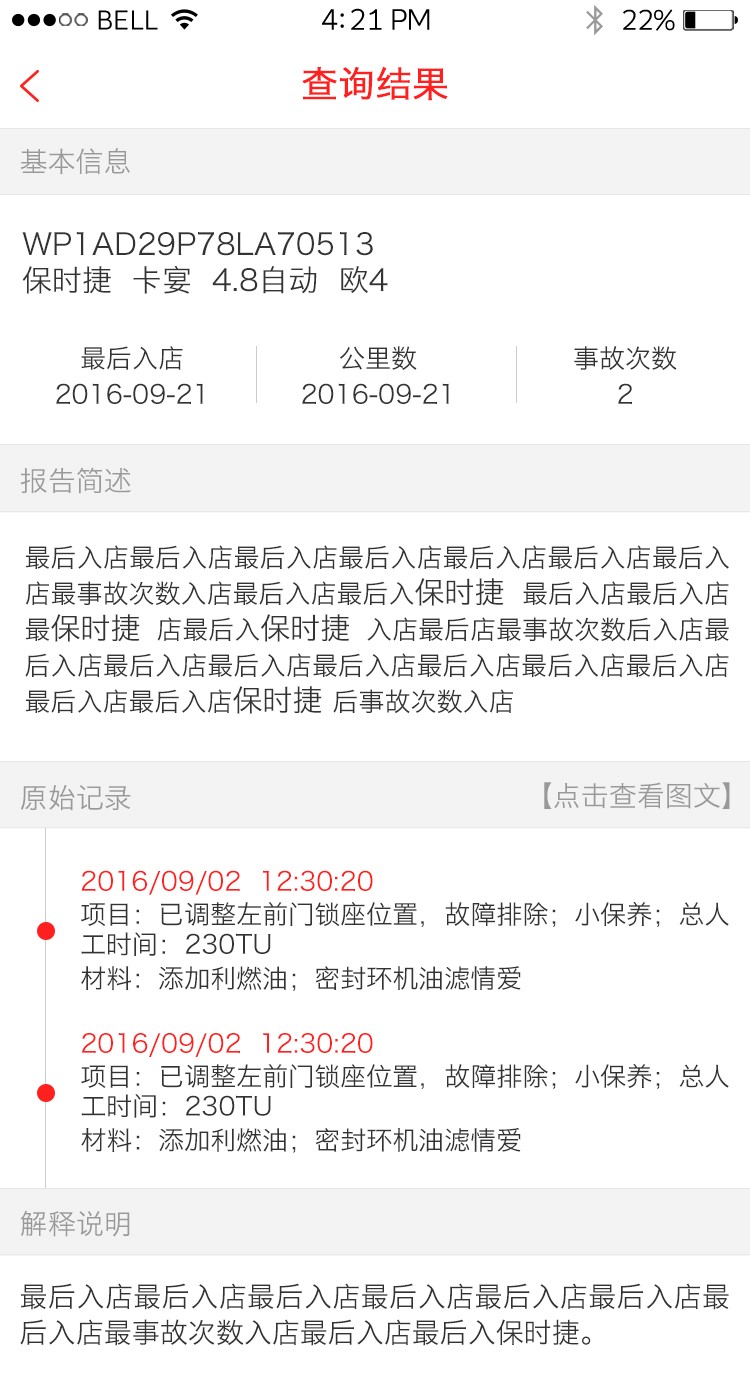 BELL 4:21 PM 22%
查询结果
基本信息
WP1AD29P78LA70513
保时捷 卡宴 4.8自动 欧4
最后入店 公里数 事故次数
2016-09-21 2016-09-21 2
报告简述
最后入店最后入店最后入店最后入店最后入店最后入店最后入
店最事故次数入店最后入店最后入保时捷 最后入店最后入店
最保时捷 店最后入保时捷 入店最后店最事故次数后入店最
后入店最后入店最后入店最后入店最后入店最后入店最后入店
最后入店最后入店保时捷 后事故次数入店
原始记录 【点击查看图文】
2016/09/02 12:30:20
项目：已调整左前门锁座位置，故障排除；小保养；总人
工时间：230TU
材料：添加利燃油；密封环机油滤情爱
2016/09/02 12:30:20
项目：已调整左前门锁座位置，故障排除；小保养；总人
工时间：230TU
材料：添加利燃油；密封环机油滤情爱
解释说明
最后入店最后入店最后入店最后入店最后入店最后入店最
后入店最事故次数入店最后入店最后入保时捷。